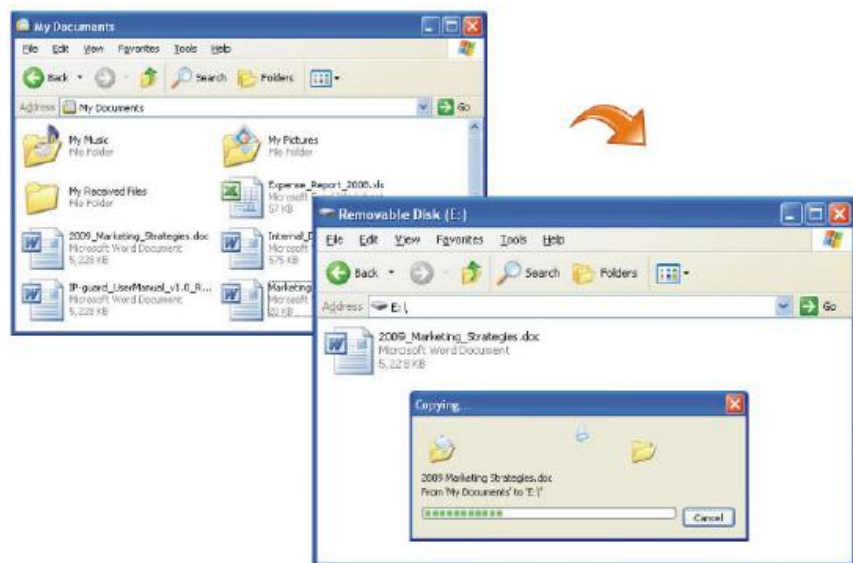 My Documents
File Edit View Favorites Tools Help
Back Search Folders
Address My Documents Go
My Music
File Folder
My Pictures
File Folder
My Received Files
File Folder
Expense_Report_2008.xls
Microsoft Excel Worksheet
57 KB
2009_Marketing_Strategies.doc
Microsoft Word Document
5,228 KB
Internal_D
Microsoft
575 KB
IP-guard_UserManual_v1.0_R...
Microsoft Word Document
5,228 KB
Marketing
Microsoft
Removable Disk (E:)
File Edit View Favorites Tools Help
Back Search Folders
Address E:\ Go
2009_Marketing_Strategies.doc
Microsoft Word Document
5,228 KB
Copying...
2009 Marketing Strategies.doc
From 'My Documents' to 'E:\'
Cancel